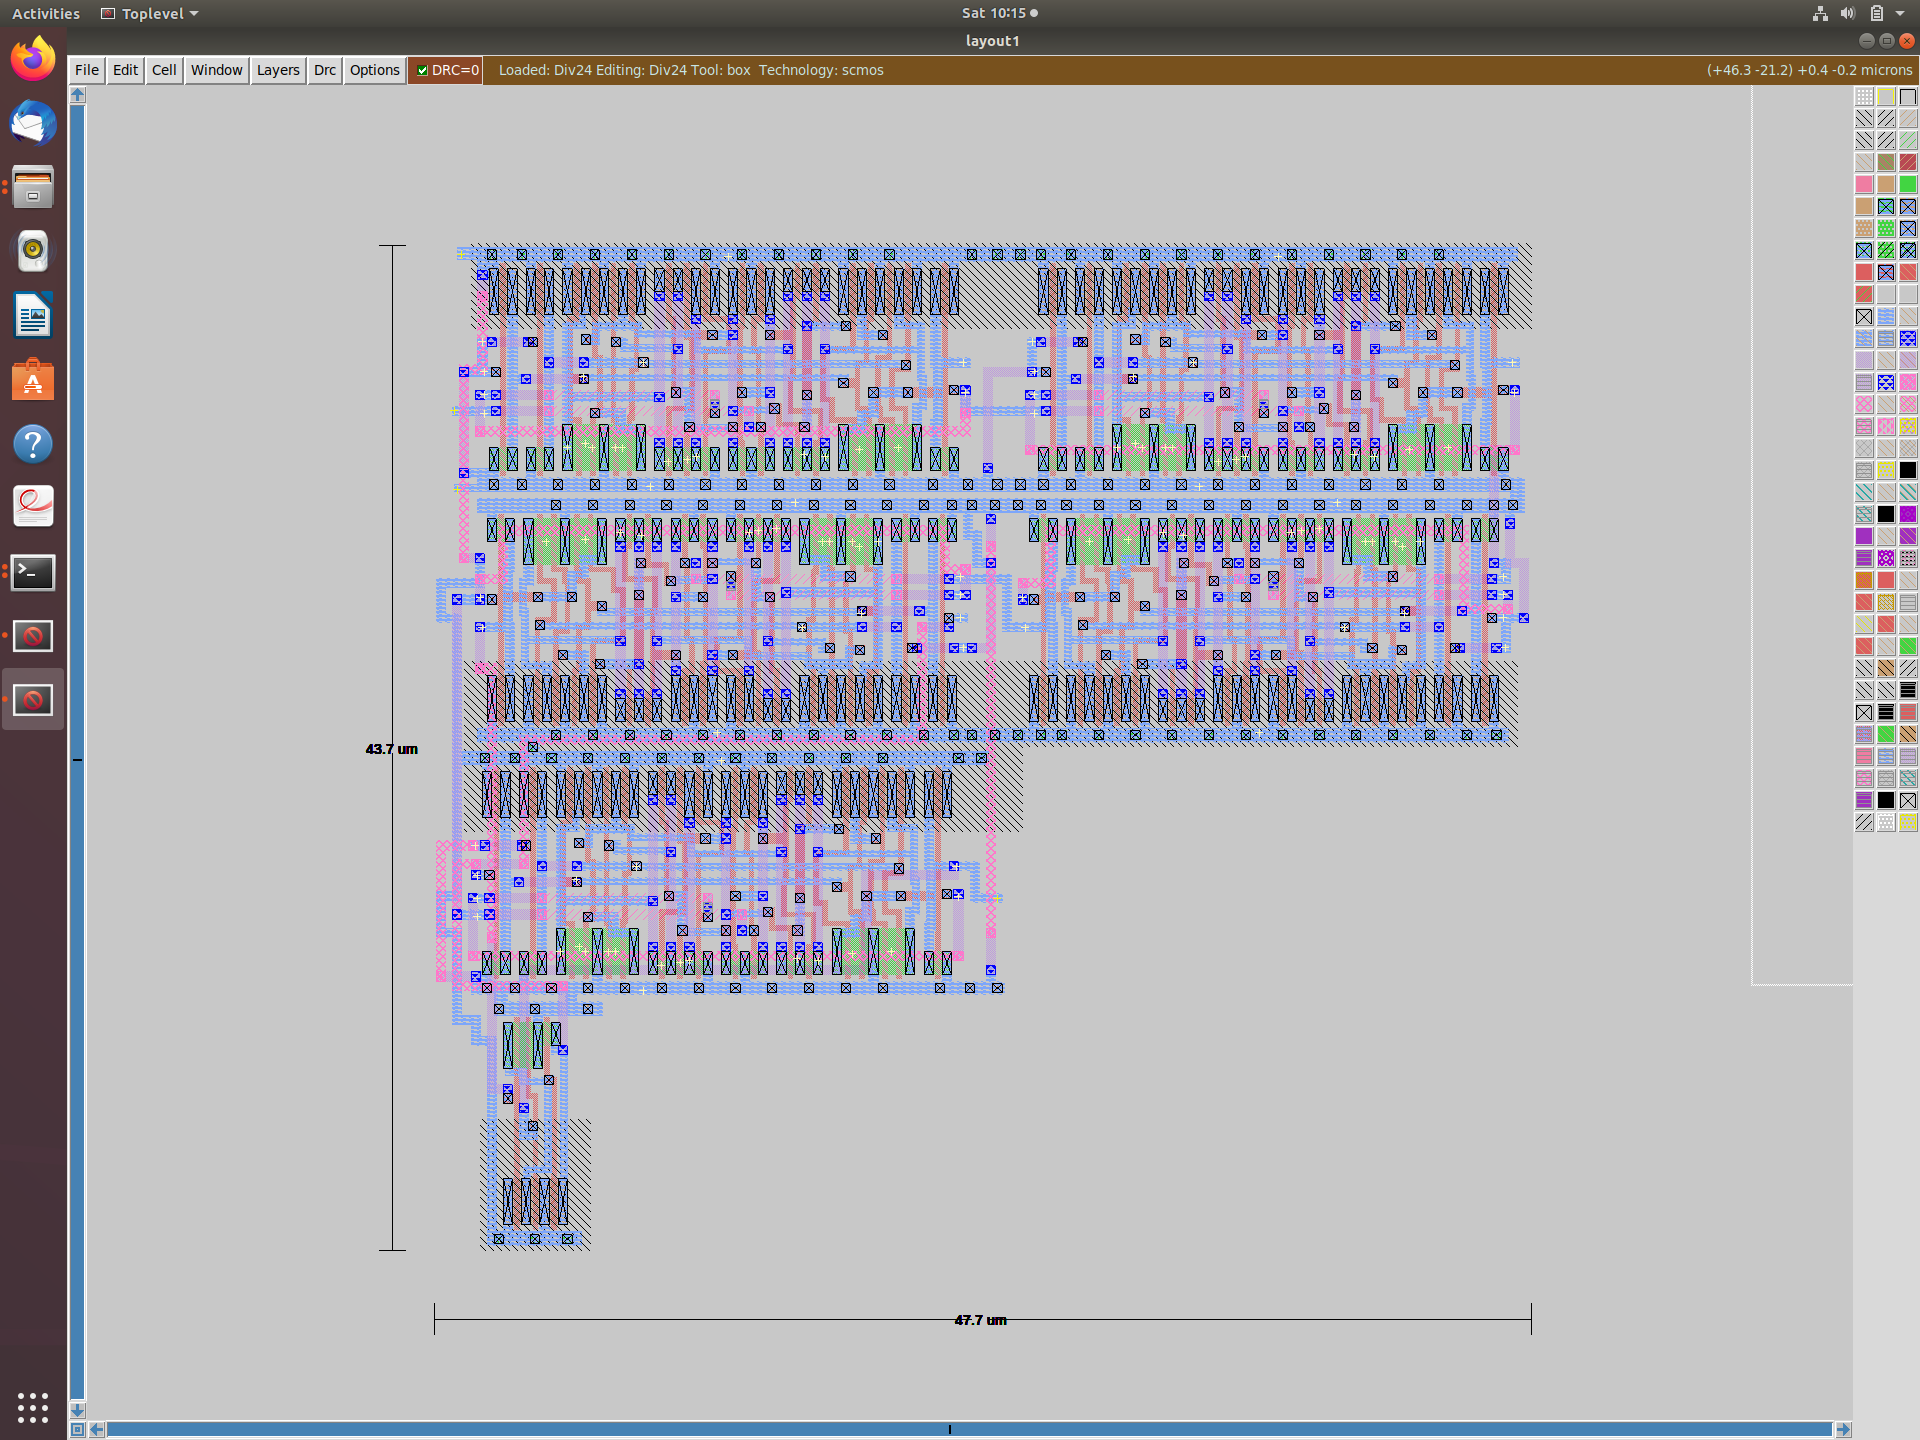 Activities Toplevel Sat 10:15
layout1
File Edit Cell Window Layers Drc Options DRC=0 Loaded: Div24 Editing: Div24 Tool: box Technology: scmos (+46.3 -21.2) +0.4 -0.2 microns
43.7 um
47.7 um